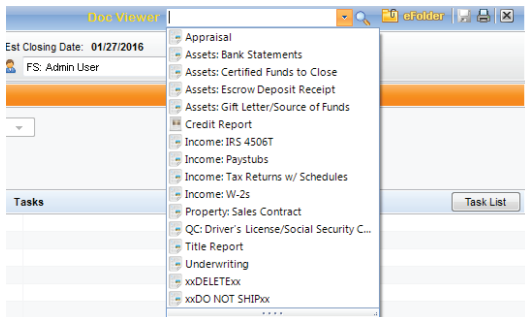 Doc Viewer
eFolder
Est Closing Date: 01/27/2016
FS: Admin User
Appraisal
Assets: Bank Statements
Assets: Certified Funds to Close
Assets: Escrow Deposit Receipt
Assets: Gift Letter/Source of Funds
Credit Report
Income: IRS 4506T
Income: Paystubs
Income: Tax Returns w/ Schedules
Income: W-2s
Property: Sales Contract
QC: Driver's License/Social Security C...
Title Report
Underwriting
xxDELETExx
xxDO NOT SHIPxx
Tasks
Task List